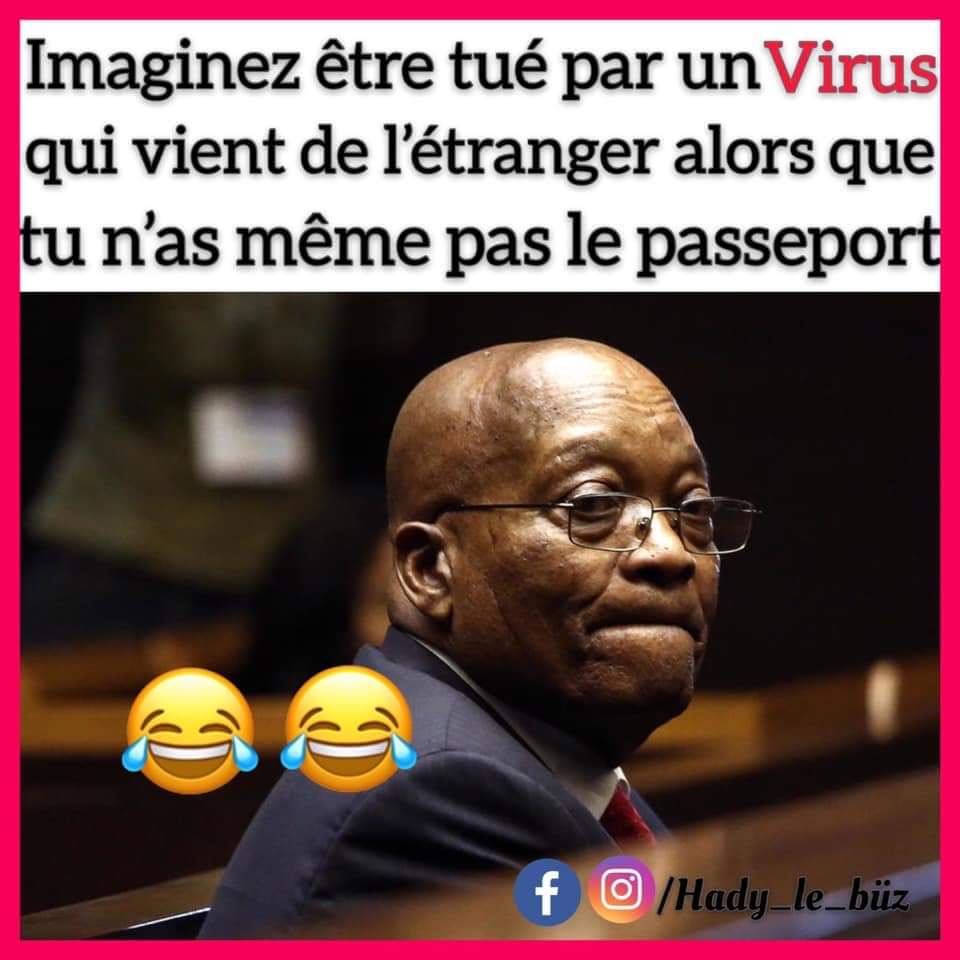 Imaginez être tué par un Virus
qui vient de l’étranger alors que
tu n’as même pas le passeport
f /Hady_le_büz